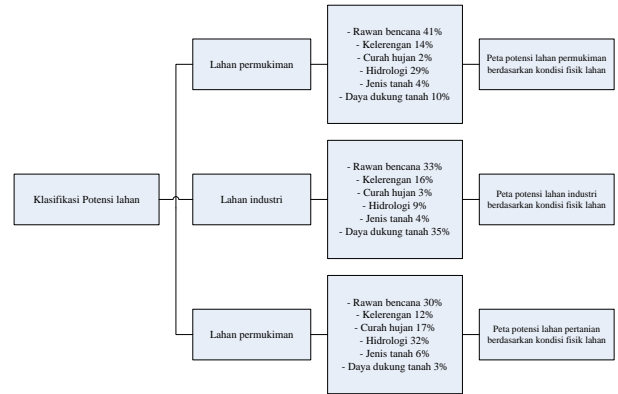 Klasifikasi Potensi lahan
Lahan permukiman
- Rawan bencana 41%
- Kelerengan 14%
- Curah hujan 2%
- Hidrologi 29%
- Jenis tanah 4%
- Daya dukung tanah 10%
Peta potensi lahan permukiman
berdasarkan kondisi fisik lahan
Lahan industri
- Rawan bencana 33%
- Kelerengan 16%
- Curah hujan 3%
- Hidrologi 9%
- Jenis tanah 4%
- Daya dukung tanah 35%
Peta potensi lahan industri
berdasarkan kondisi fisik lahan
Lahan permukiman
- Rawan bencana 30%
- Kelerengan 12%
- Curah hujan 17%
- Hidrologi 32%
- Jenis tanah 6%
- Daya dukung tanah 3%
Peta potensi lahan pertanian
berdasarkan kondisi fisik lahan